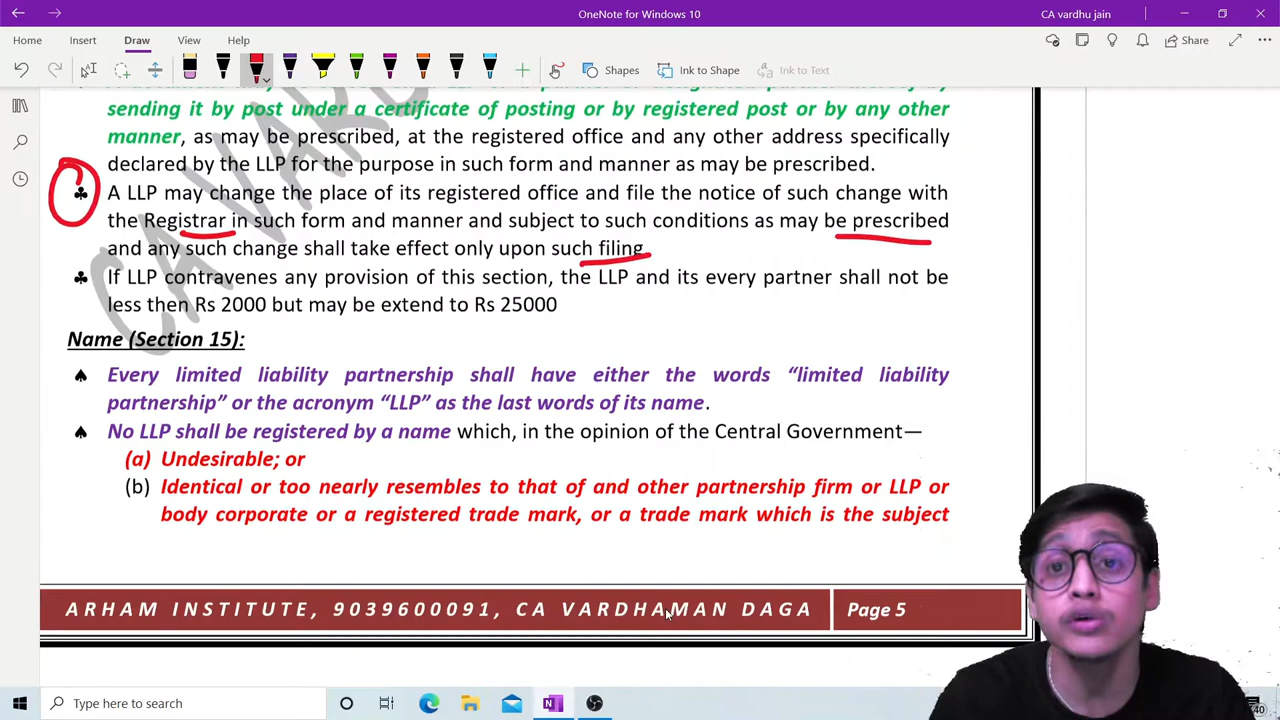 OneNote for Windows 10
CA vardhu jain
Home Insert Draw View Help
Share
Shapes
Ink to Shape
Ink to Text
sending it by post under a certificate of posting or by registered post or by any other
manner, as may be prescribed, at the registered office and any other address specifically
declared by the LLP for the purpose in such form and manner as may be prescribed.
♣ A LLP may change the place of its registered office and file the notice of such change with
the Registrar in such form and manner and subject to such conditions as may be prescribed
and any such change shall take effect only upon such filing
♣ If LLP contravenes any provision of this section, the LLP and its every partner shall not be
less then Rs 2000 but may be extend to Rs 25000
Name (Section 15):
♠ Every limited liability partnership shall have either the words “limited liability
partnership” or the acronym “LLP” as the last words of its name.
♠ No LLP shall be registered by a name which, in the opinion of the Central Government—
(a) Undesirable; or
(b) Identical or too nearly resembles to that of and other partnership firm or LLP or
body corporate or a registered trade mark, or a trade mark which is the subject
ARHAM INSTITUTE, 9039600091, CA VARDHAMAN DAGA
Page 5
Type here to search